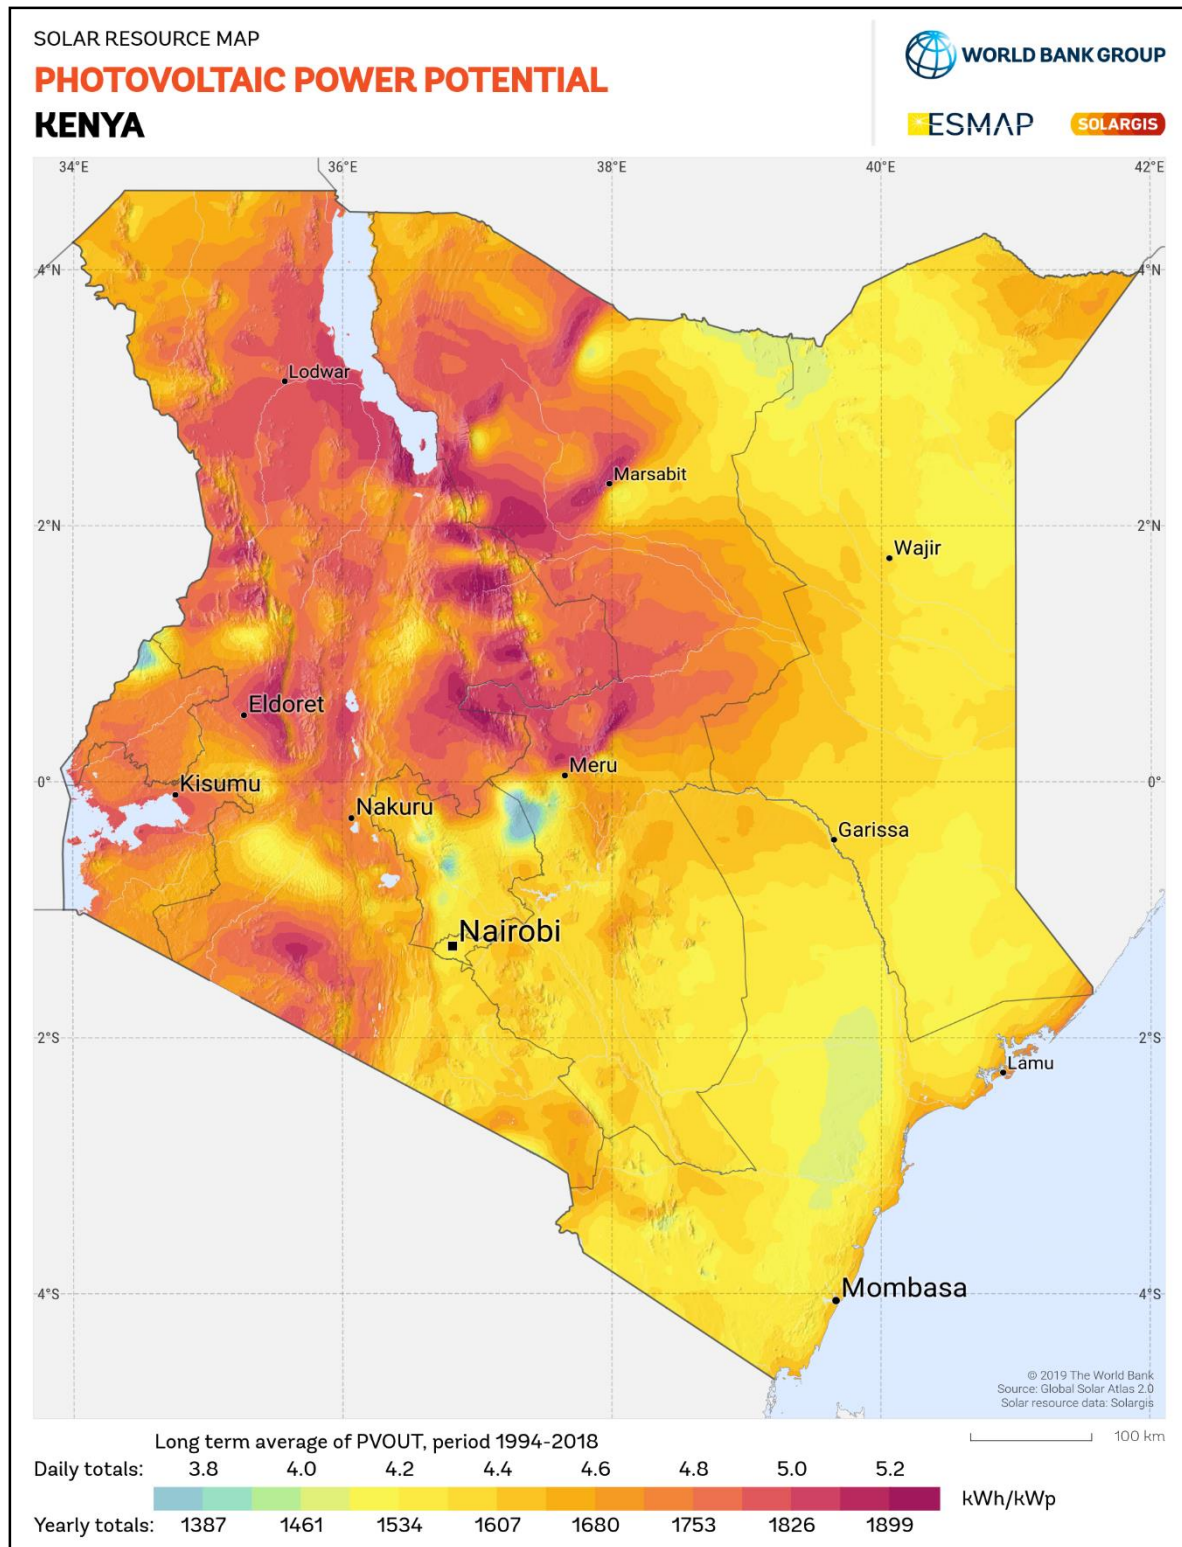 SOLAR RESOURCE MAP
PHOTOVOLTAIC POWER POTENTIAL
KENYA
WORLD BANK GROUP
ESMAP
SOLARGIS
34°E 36°E 38°E 40°E 42°E
4°N 4°N
Lodwar
Marsabit
2°N 2°N
Wajir
Eldoret
Meru
0° 0°
Kisumu
Nakuru
Garissa
Nairobi
2°S 2°S
Lamu
4°S 4°S
Mombasa
© 2019 The World Bank
Source: Global Solar Atlas 2.0
Solar resource data: Solargis
100 km
Long term average of PVOUT, period 1994-2018
Daily totals: 3.8 4.0 4.2 4.4 4.6 4.8 5.0 5.2
kWh/kWp
Yearly totals: 1387 1461 1534 1607 1680 1753 1826 1899